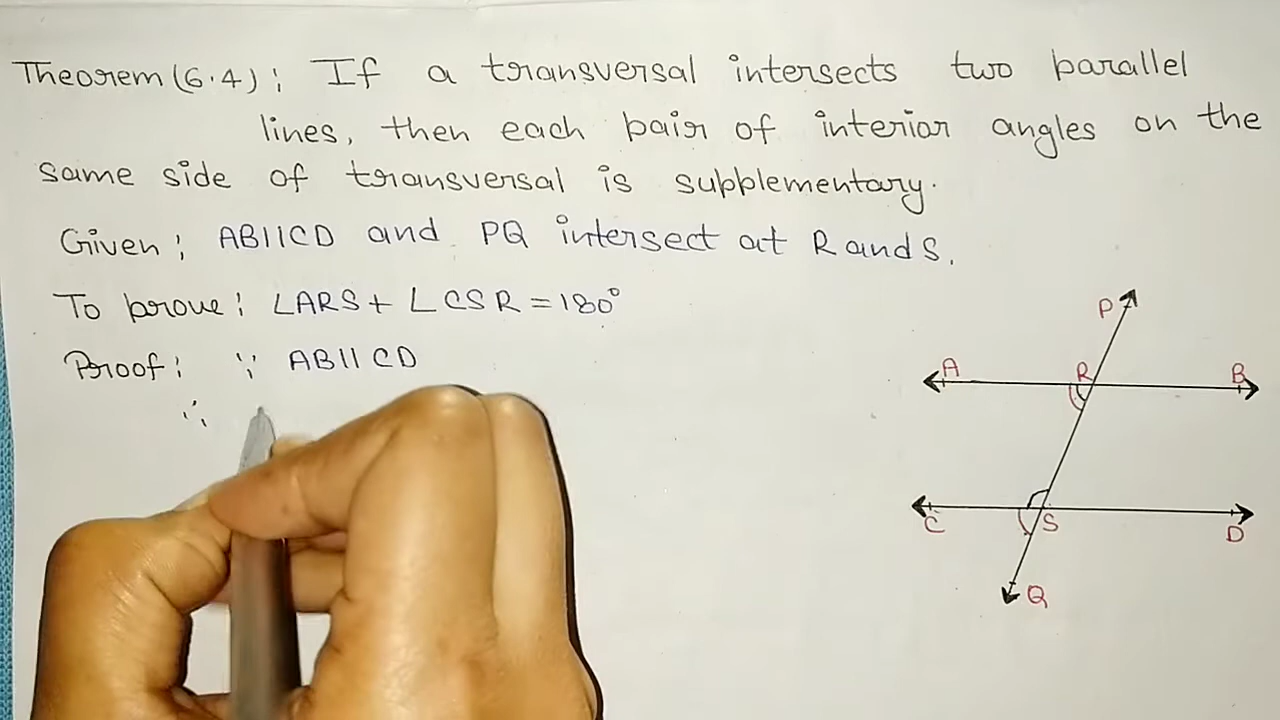 Theorem (6.4): If a transversal intersects two parallel
lines, then each pair of interior angles on the
same side of transversal is supplementary.
Given: AB||CD and PQ intersect at R and S.
To prove: ∠ARS + ∠CSR = 180°
Proof: ∵ AB||CD
∴
P
A R B
C S D
Q